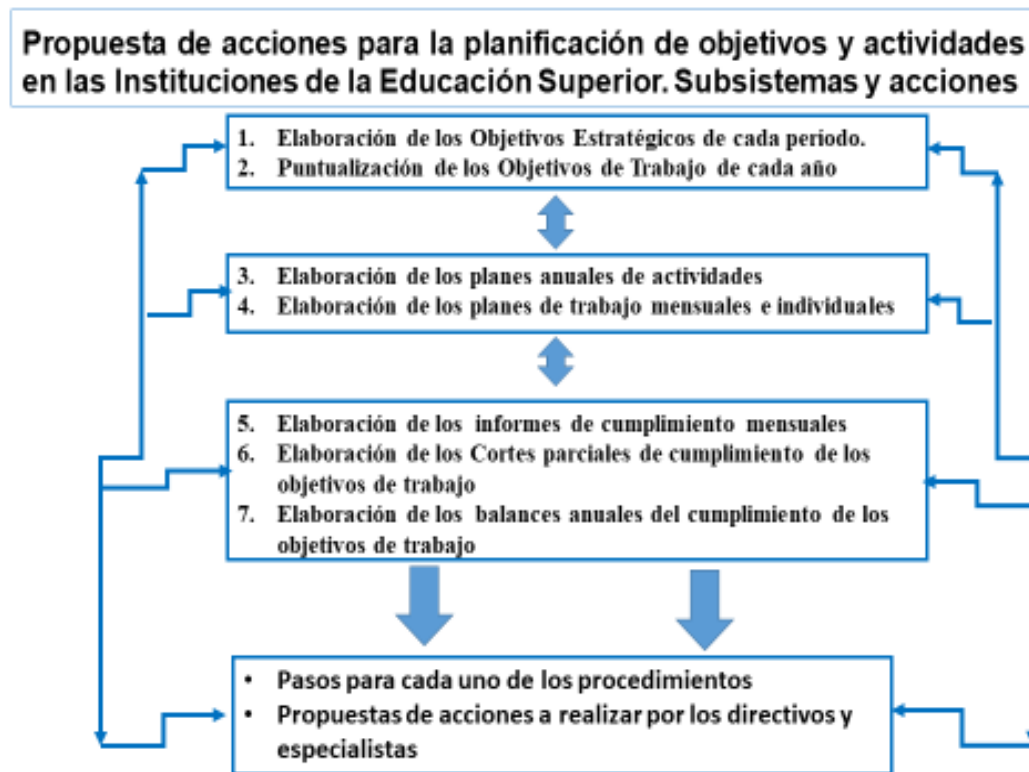 Propuesta de acciones para la planificación de objetivos y actividades
en las Instituciones de la Educación Superior. Subsistemas y acciones
1. Elaboración de los Objetivos Estratégicos de cada período.
2. Puntualización de los Objetivos de Trabajo de cada año
3. Elaboración de los planes anuales de actividades
4. Elaboración de los planes de trabajo mensuales e individuales
5. Elaboración de los informes de cumplimiento mensuales
6. Elaboración de los Cortes parciales de cumplimiento de los
objetivos de trabajo
7. Elaboración de los balances anuales del cumplimiento de los
objetivos de trabajo
• Pasos para cada uno de los procedimientos
• Propuestas de acciones a realizar por los directivos y
especialistas